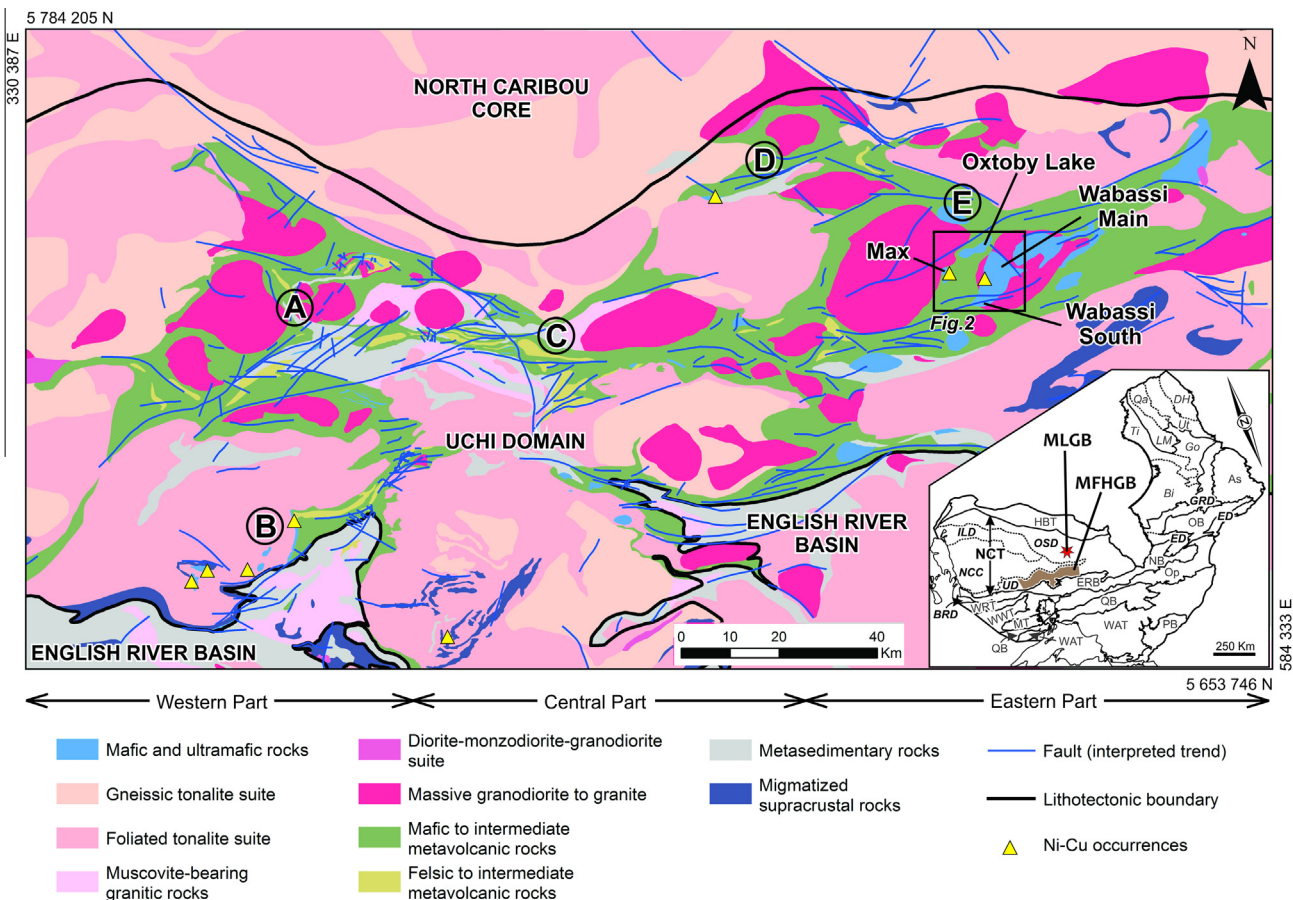 5 784 205 N
330 387 E
N
NORTH CARIBOU
CORE
D
Oxtoby Lake
E
Wabassi
Main
Max
A
Fig.2
Wabassi
South
C
UCHI DOMAIN
B
ENGLISH RIVER
BASIN
ENGLISH RIVER BASIN
0 10 20 40
Km
MLGB
MFHGB
Qa
DH
Ti
Ut
LM
Go
Bi
As
GRD
OB
ED
ED
HBT
ILD
OSD
NCT
NCC
UD
ERB
NB
Op
BRD
WRT
WWT
MT
QB
QB
WAT
WAT
PB
N
250 Km
584 333 E
5 653 746 N
Western Part
Central Part
Eastern Part
Mafic and ultramafic rocks
Gneissic tonalite suite
Foliated tonalite suite
Muscovite-bearing
granitic rocks
Diorite-monzodiorite-granodiorite
suite
Massive granodiorite to granite
Mafic to intermediate
metavolcanic rocks
Felsic to intermediate
metavolcanic rocks
Metasedimentary rocks
Migmatized
supracrustal rocks
Fault (interpreted trend)
Lithotectonic boundary
Ni-Cu occurrences